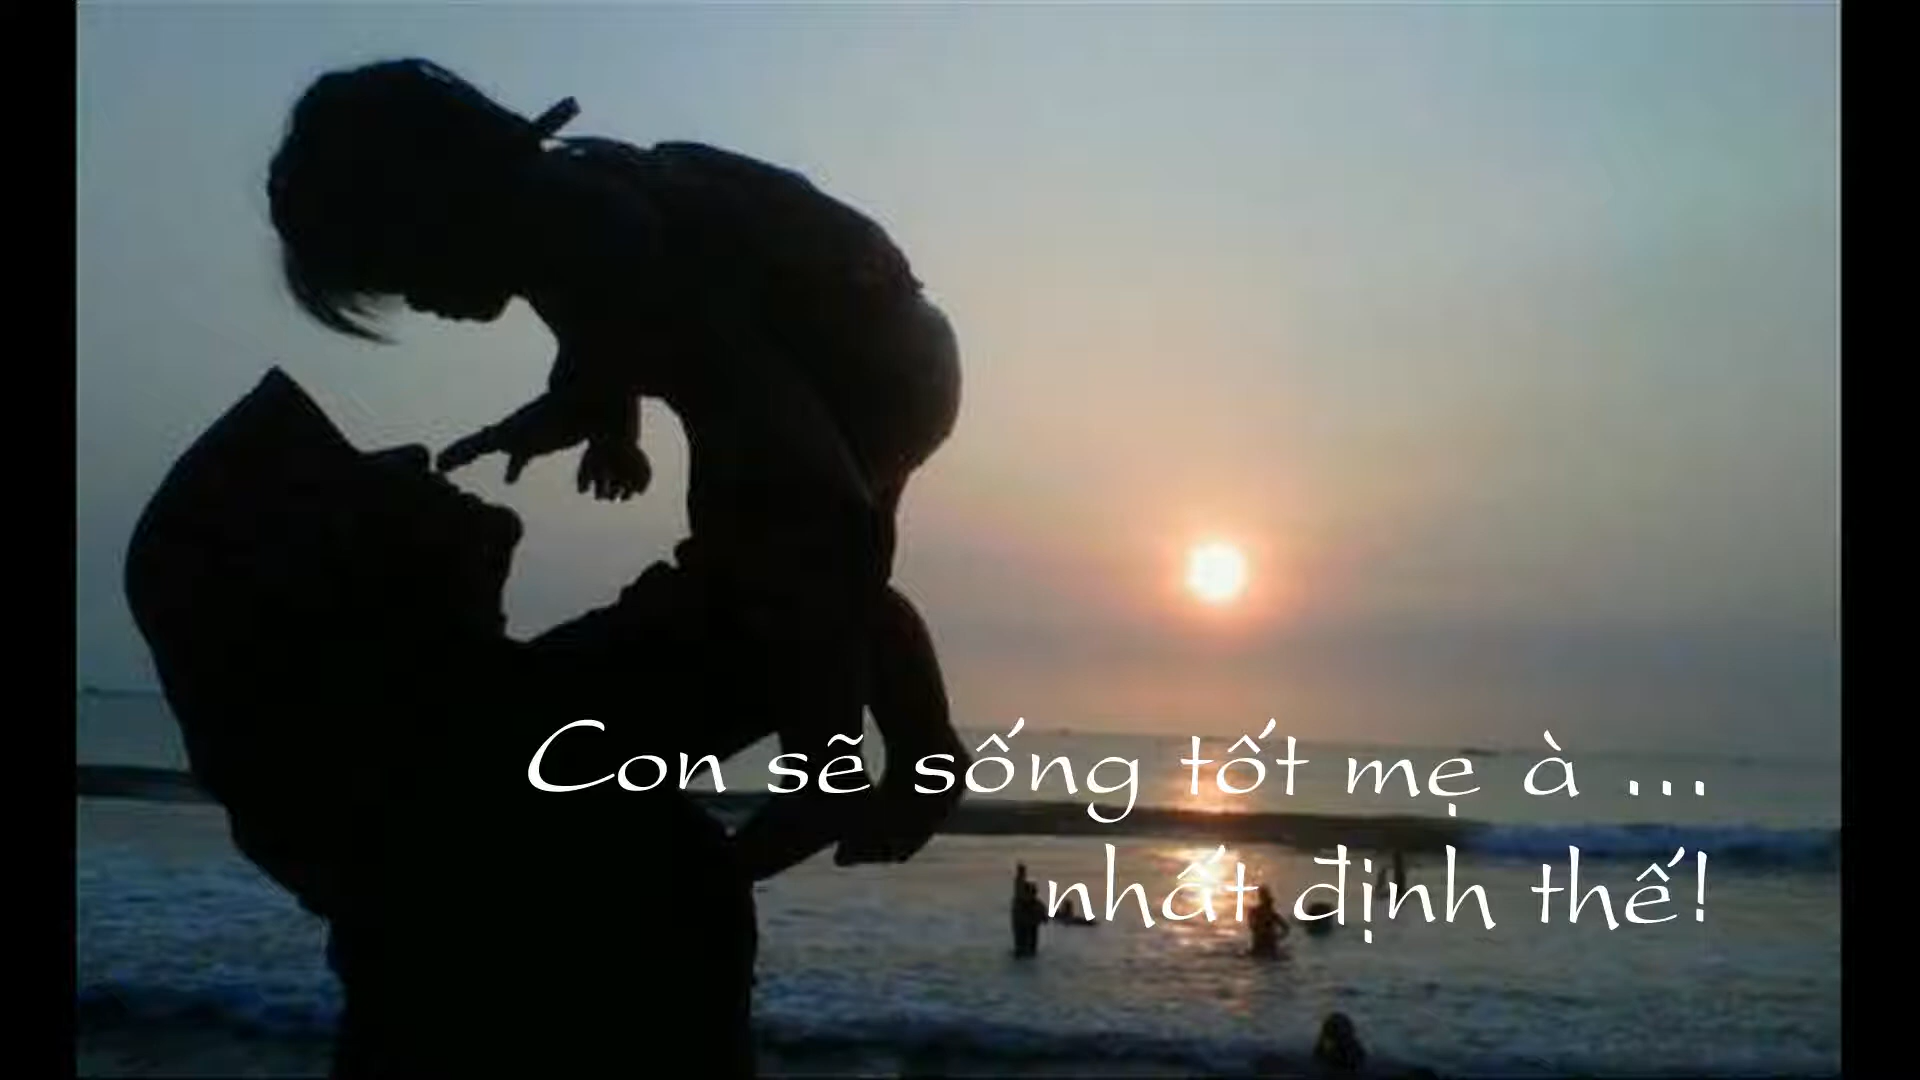 Con sẽ sống tốt mẹ à ...
nhất định thế!